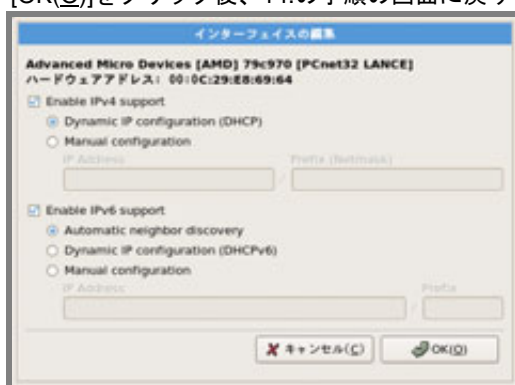 [OK(O)]をクリック後、14.の手順の画面に戻り
インターフェイスの編集
Advanced Micro Devices [AMD] 79c970 [PCnet32 LANCE]
ハードウェアアドレス: 00:0C:29:E8:69:64
Enable IPv4 support
Dynamic IP configuration (DHCP)
Manual configuration
IP Address Prefix (Netmask)
/
Enable IPv6 support
Automatic neighbor discovery
Dynamic IP configuration (DHCPv6)
Manual configuration
IP Address Prefix
/
キャンセル(C) OK(O)